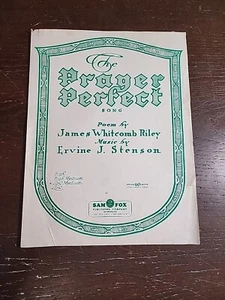 The
Prayer
Perfect
SONG
Poem by
James Whitcomb Riley
Music by
Ervine J. Stenson
SAM FOX
PUBLISHING COMPANY